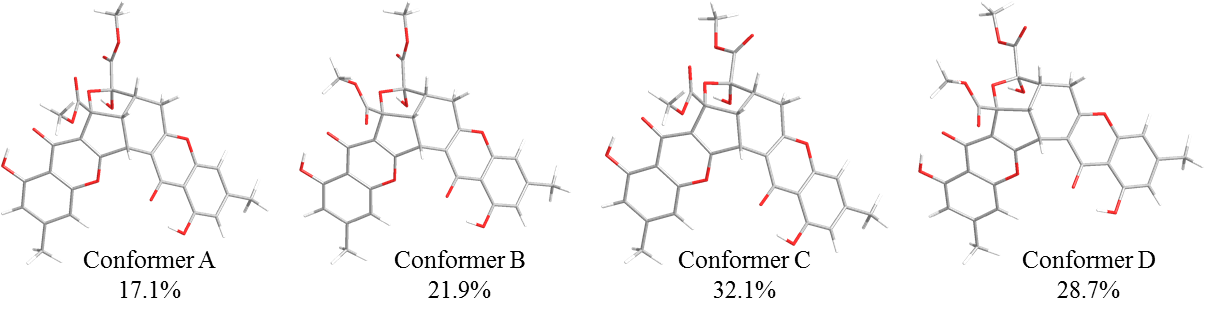 Conformer A
17.1%
Conformer B
21.9%
Conformer C
32.1%
Conformer D
28.7%